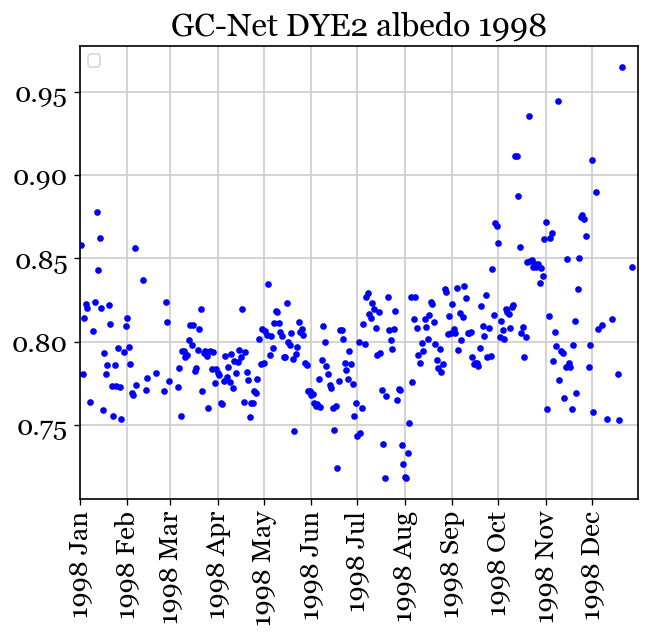 GC-Net DYE2 albedo 1998
0.95
0.90
0.85
0.80
0.75
1998 Jan
1998 Feb
1998 Mar
1998 Apr
1998 May
1998 Jun
1998 Jul
1998 Aug
1998 Sep
1998 Oct
1998 Nov
1998 Dec